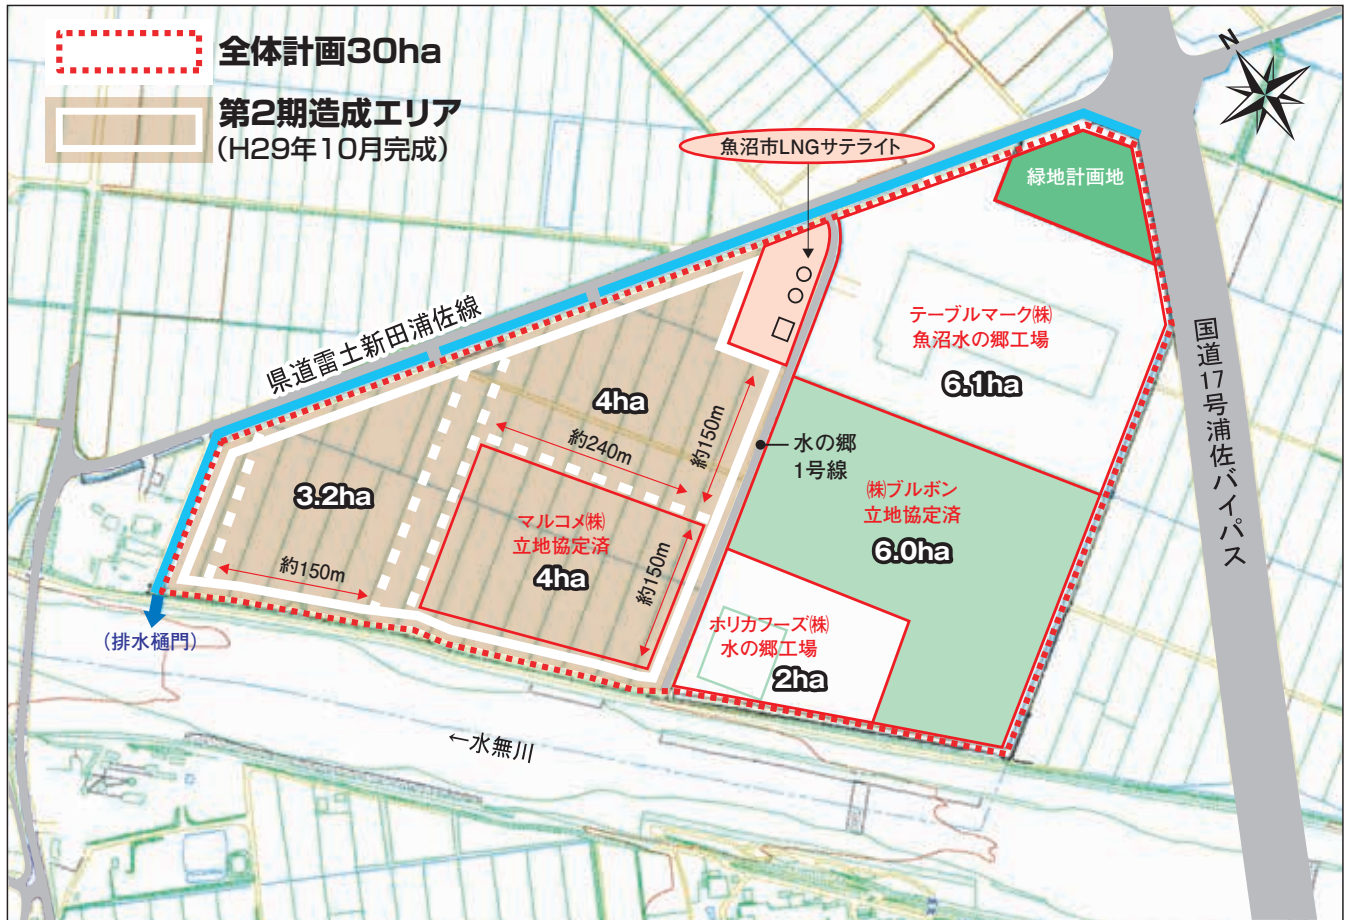 全体計画30ha
第2期造成エリア
(H29年10月完成)
N
魚沼市LNGサテライト
緑地計画地
県道雷土新田浦佐線
国道17号浦佐バイパス
テーブルマーク㈱
魚沼水の郷工場
6.1ha
4ha
約240m
約150m
水の郷
1号線
3.2ha
約150m
マルコメ㈱
立地協定済
4ha
約150m
㈱ブルボン
立地協定済
6.0ha
ホリカフーズ㈱
水の郷工場
2ha
(排水樋門)
←水無川